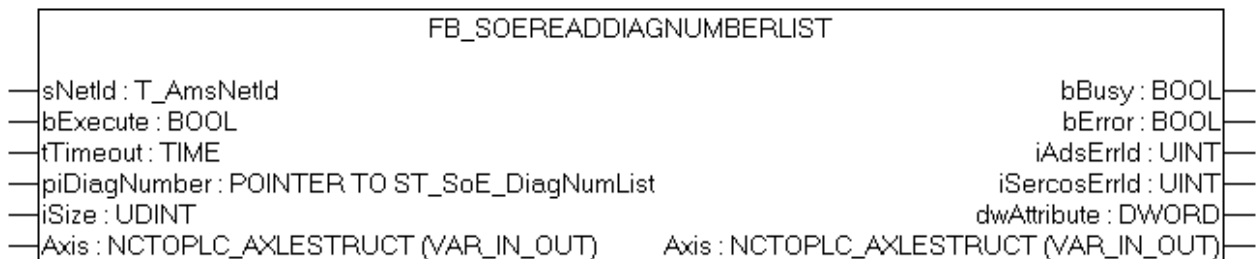 FB_SOEREADDIAGNUMBERLIST
sNetId : T_AmsNetId bBusy : BOOL
bExecute : BOOL bError : BOOL
tTimeout : TIME iAdsErrId : UINT
piDiagNumber : POINTER TO ST_SoE_DiagNumList iSercosErrId : UINT
iSize : UDINT dwAttribute : DWORD
Axis : NCTOPLC_AXLESTRUCT (VAR_IN_OUT) Axis : NCTOPLC_AXLESTRUCT (VAR_IN_OUT)